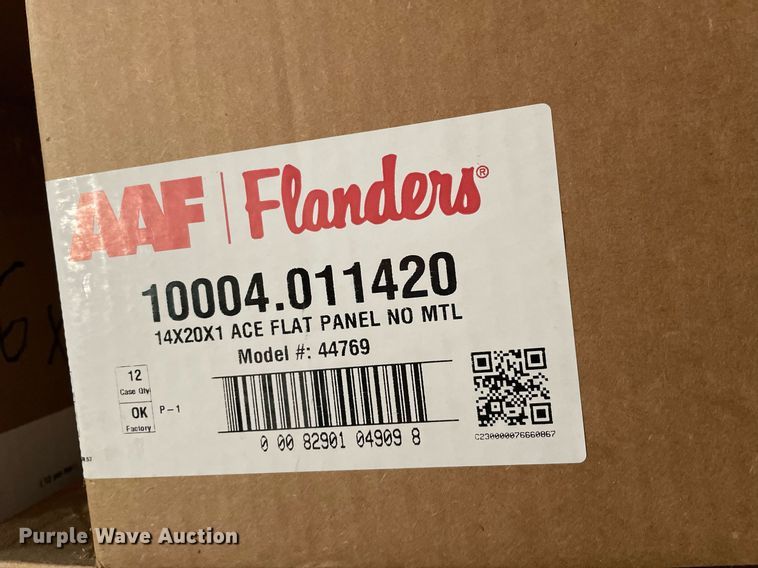 AAF | Flanders®
10004.011420
14X20X1 ACE FLAT PANEL NO MTL
Model #: 44769
12
Case Qty
OK P-1
Factory
0 00 82901 04909 8
C230000076660867
Purple Wave Auction